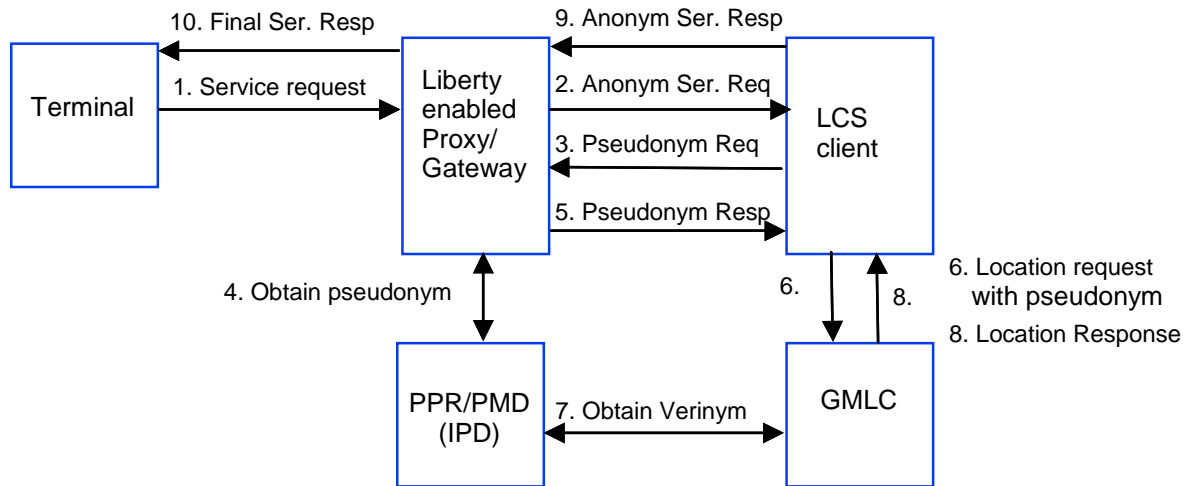 10. Final Ser. Resp
9. Anonym Ser. Resp
Terminal
1. Service request
Liberty
enabled
Proxy/
Gateway
2. Anonym Ser. Req
3. Pseudonym Req
5. Pseudonym Resp
LCS
client
4. Obtain pseudonym
6.
8.
6. Location request
with pseudonym
8. Location Response
PPR/PMD
(IPD)
7. Obtain Verinym
GMLC